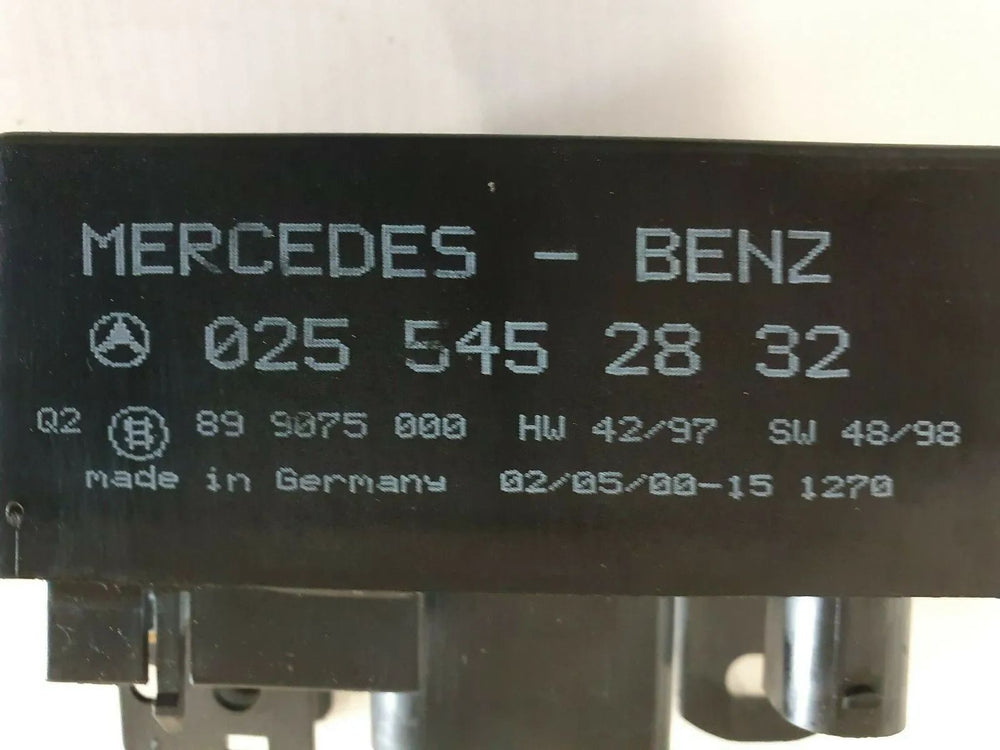 MERCEDES - BENZ
025 545 28 32
Q2 B 89 9075 000 HW 42/97 SW 48/98
made in Germany 02/05/00-15 1270